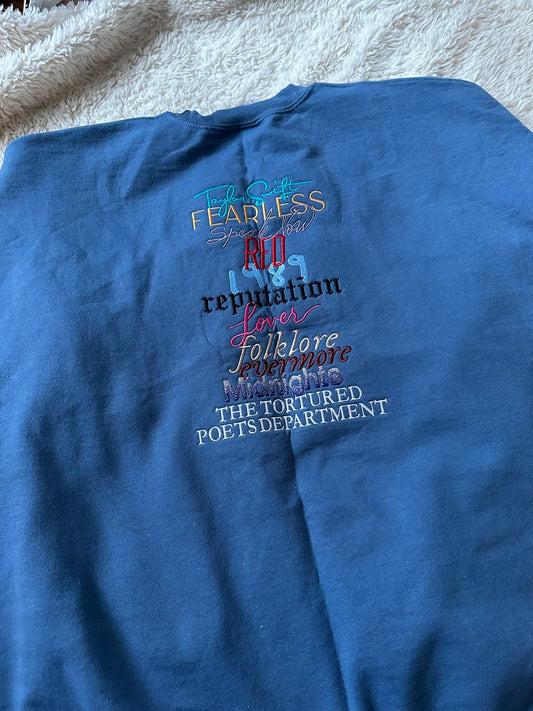 Taylor Swift
FEARLESS
Speak Now
RED
1989
reputation
Lover
folklore
evermore
Midnights
THE TORTURED
POETS DEPARTMENT